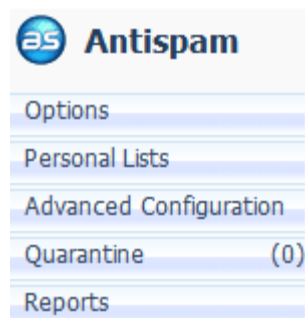 as Antispam
Options
Personal Lists
Advanced Configuration
Quarantine (0)
Reports